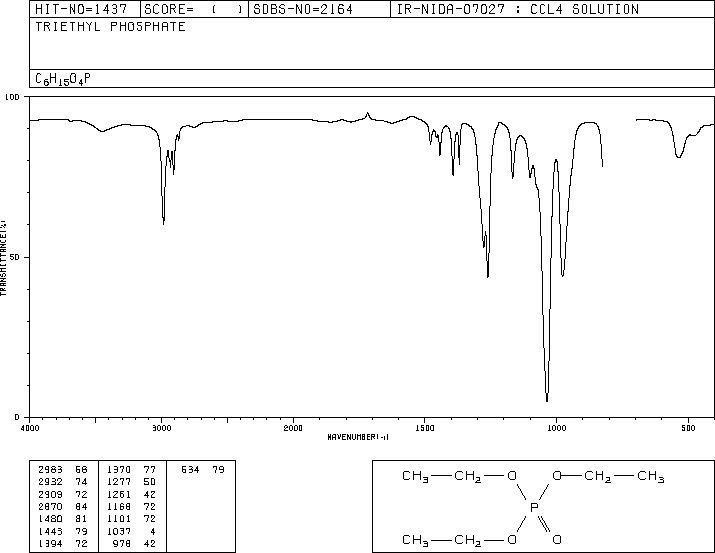 HIT-NO=1437 SCORE= ( ) SDBS-NO=2164 IR-NIDA-07027 : CCL4 SOLUTION
TRIETHYL PHOSPHATE
C6H15O4P
100
50
0
TRANSMITTANCE(%)
4000 3000 2000 1500 1000 500
WAVENUMBER(-1)
2983 68 1370 77 634 79
2932 74 1277 50
2909 72 1261 42
2870 84 1168 72
1480 81 1101 72
1443 79 1037 4
1394 72 978 42
CH3 CH2 O O CH2 CH3
P
CH3 CH2 O O